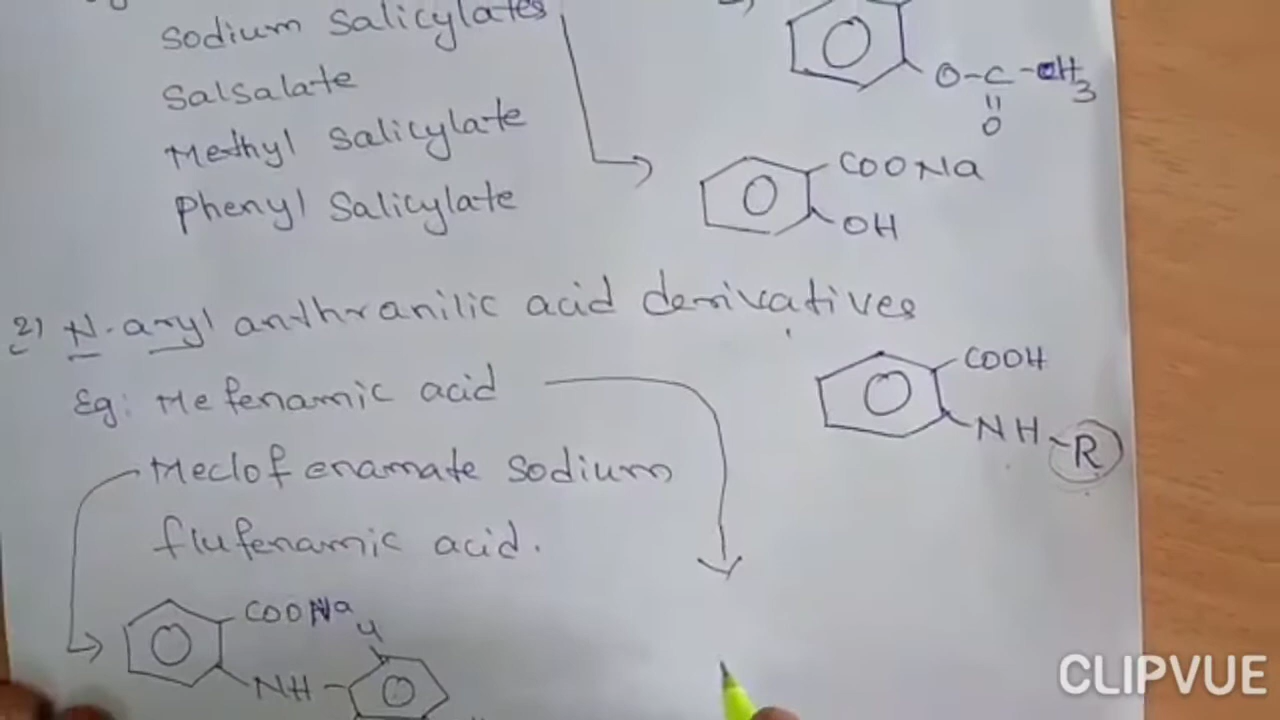 Sodium Salicylates
Salsalate
Methyl Salicylate
Phenyl Salicylate
O-C-CH3
O
COONa
OH
2) N-aryl anthranilic acid derivatives
Eg: Mefenamic acid
Meclofenamate Sodium
flufenamic acid.
COOH
NH-R
COONa
NH-
CLIPVUE